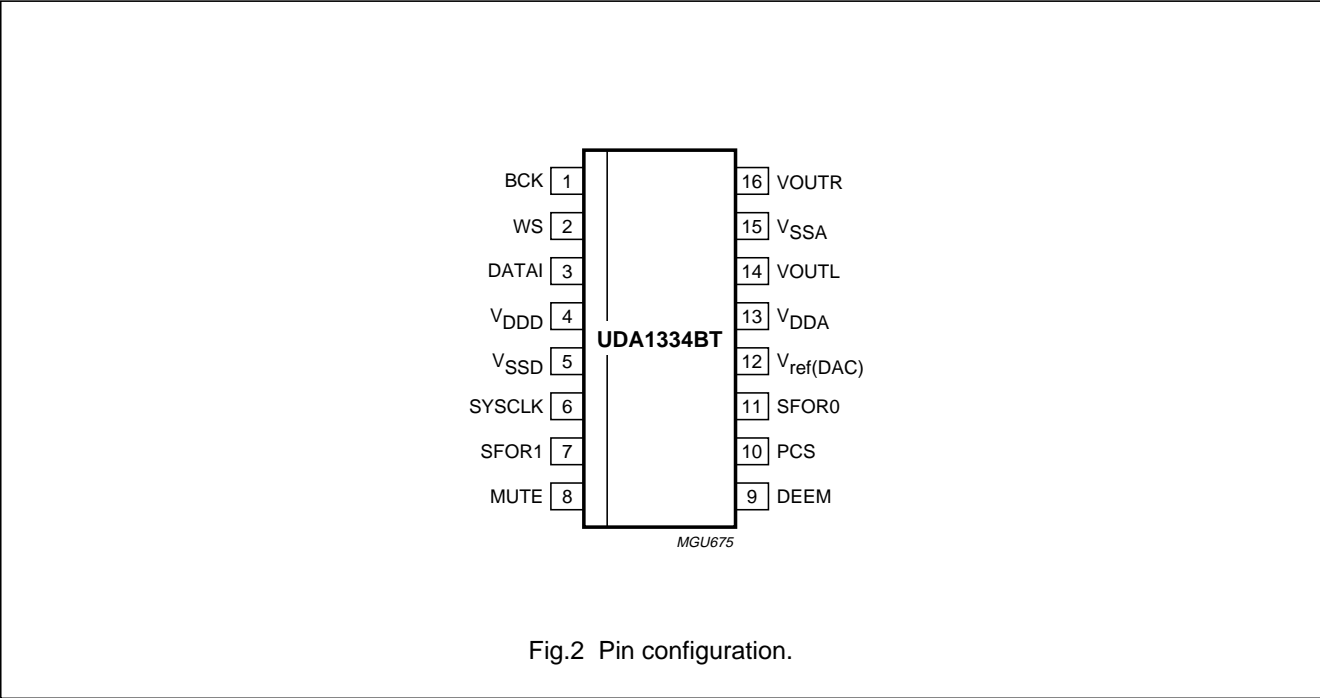 BCK 1
WS 2
DATAI 3
VDDD 4
VSSD 5
SYSCLK 6
SFOR1 7
MUTE 8
UDA1334BT
16 VOUTR
15 VSSA
14 VOUTL
13 VDDA
12 Vref(DAC)
11 SFOR0
10 PCS
9 DEEM
MGU675
Fig.2 Pin configuration.